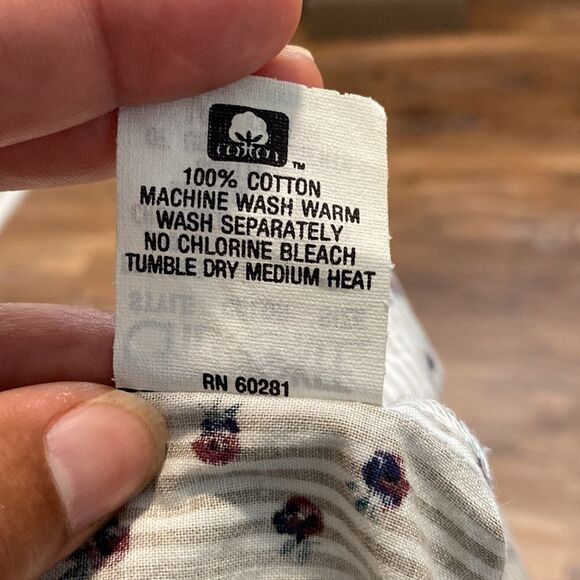 cotton
TM
100% COTTON
MACHINE WASH WARM
WASH SEPARATELY
NO CHLORINE BLEACH
TUMBLE DRY MEDIUM HEAT
RN 60281